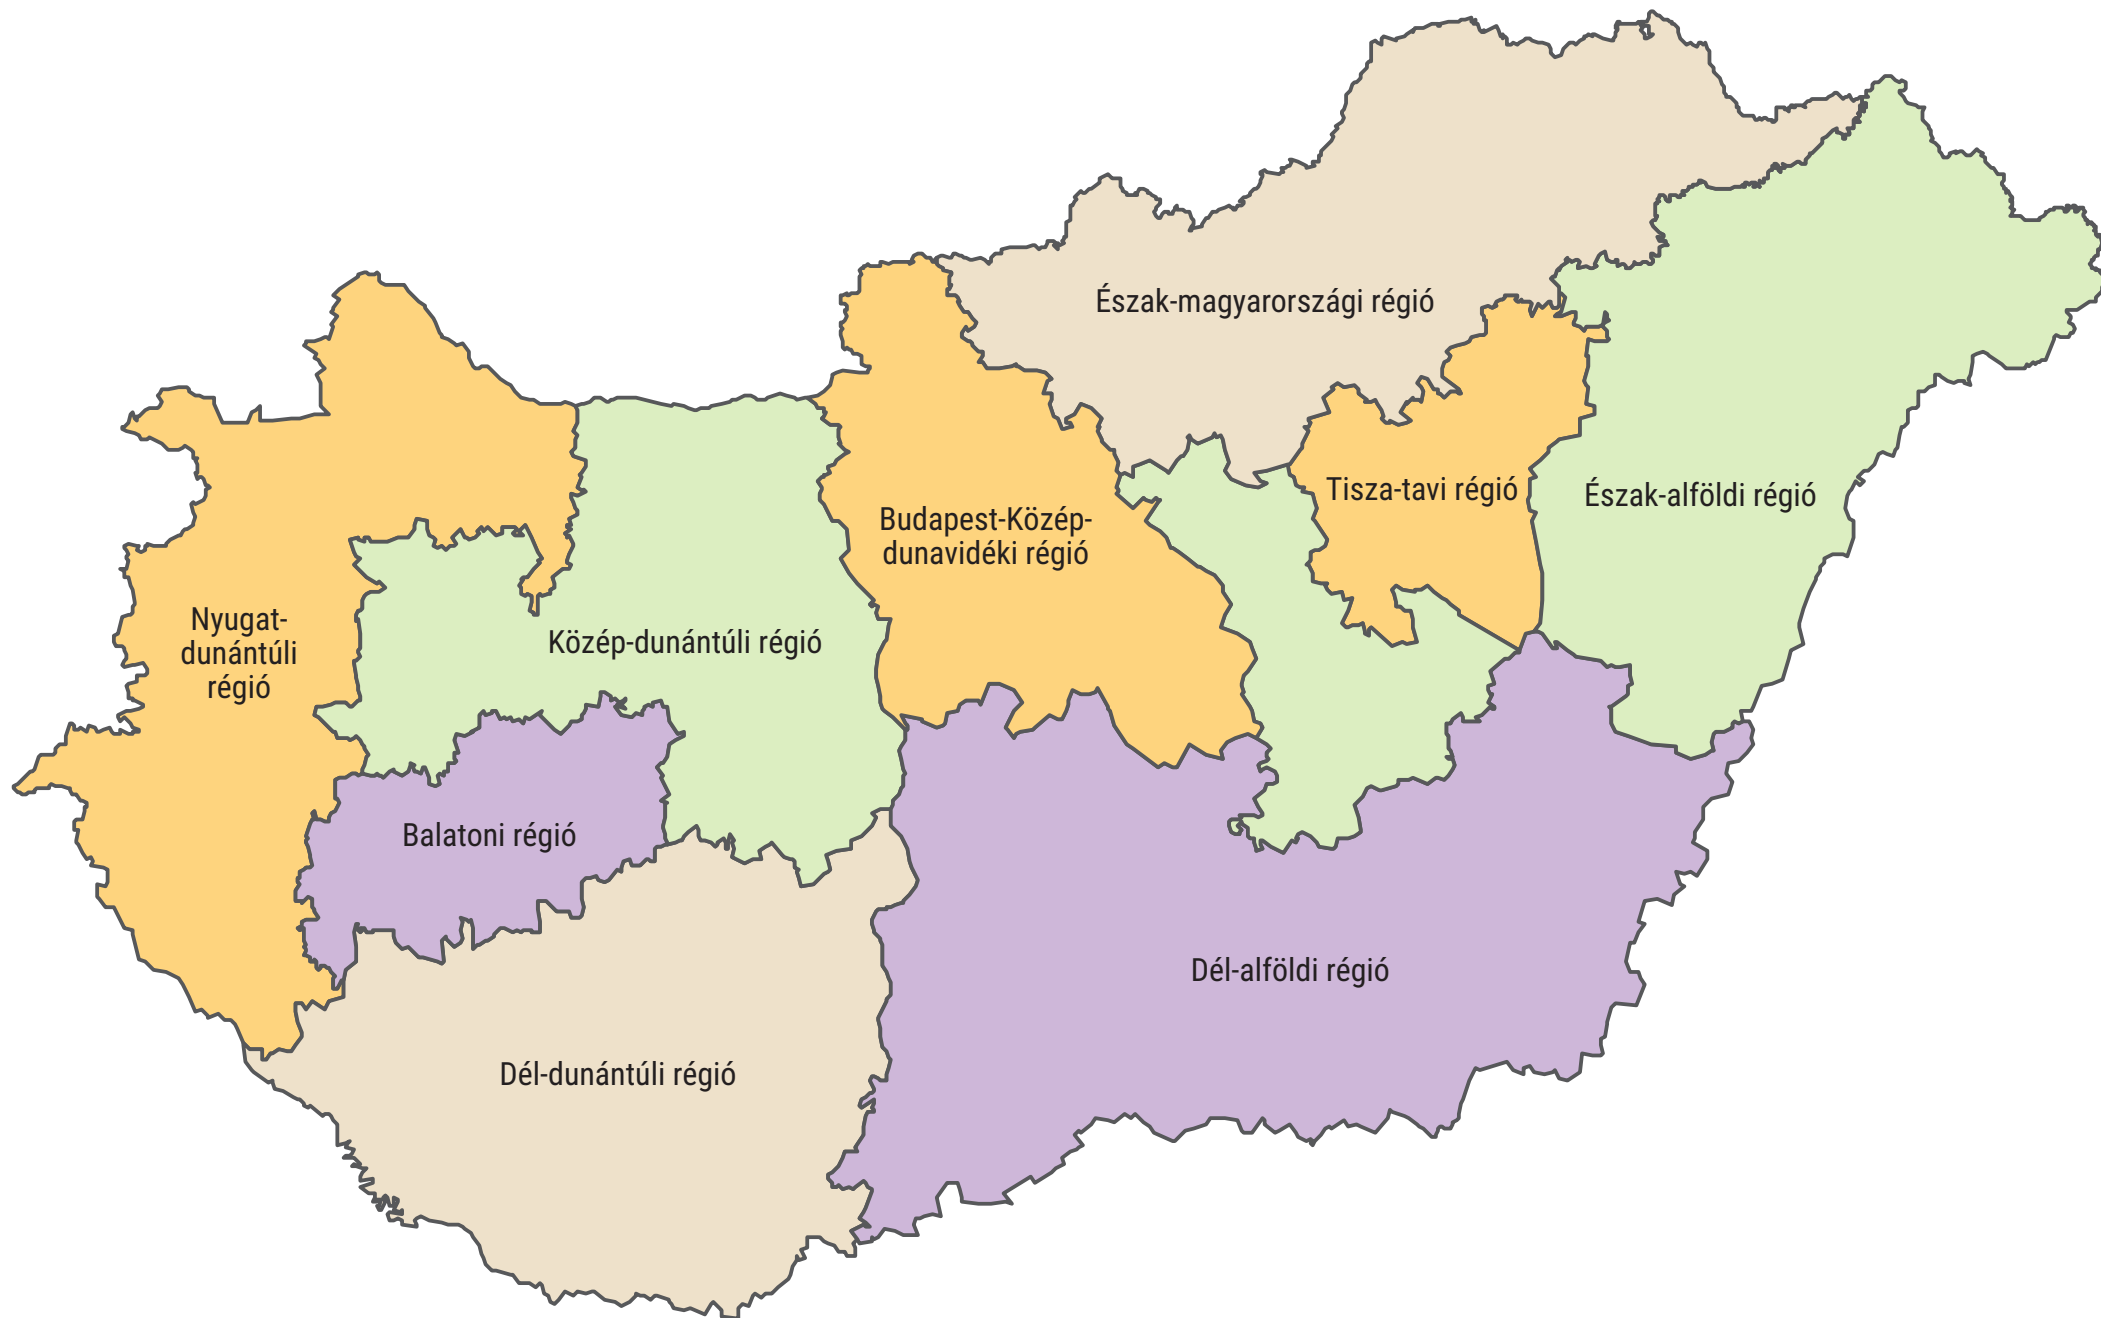 Észak-magyarországi régió
Tisza-tavi régió
Észak-alföldi régió
Budapest-Közép-
dunavidéki régió
Nyugat-
dunántúli
régió
Közép-dunántúli régió
Balatoni régió
Dél-alföldi régió
Dél-dunántúli régió